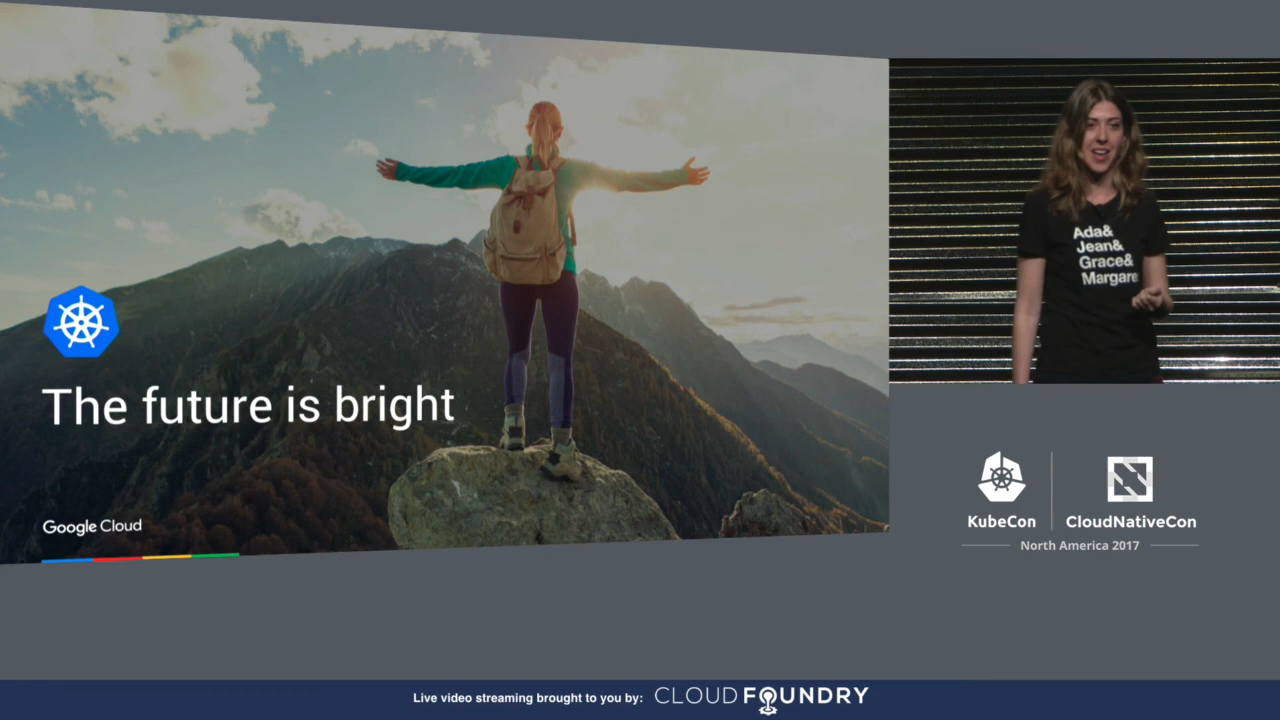 The future is bright
Google Cloud
Ada&
Jean&
Grace&
Margare
KubeCon
CloudNativeCon
North America 2017
Live video streaming brought to you by:
CLOUD FOUNDRY